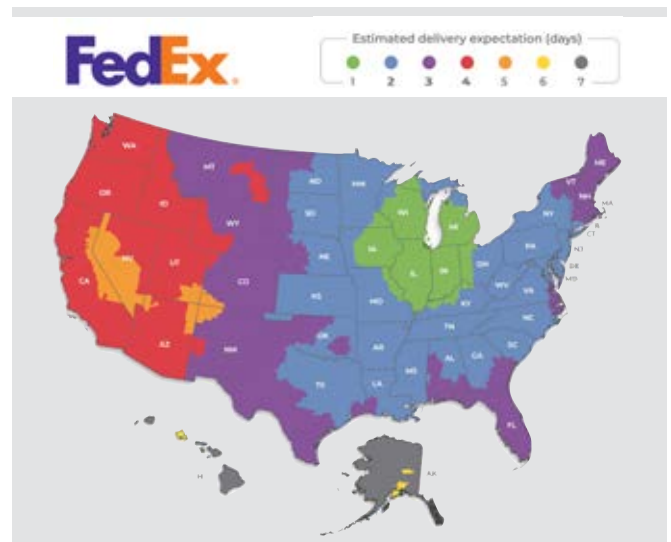 FedEx.
Estimated delivery expectation (days)
1 2 3 4 5 6 7
WA
MT
ND
MN
ME
VT
NH
OR
ID
SD
WI
MI
NY
MA
RI
CT
WY
IA
PA
NJ
NV
UT
NE
IL
IN
OH
DE
MD
CA
CO
WV
VA
KS
MO
KY
NC
TN
AZ
NM
OK
AR
SC
MS
AL
GA
TX
LA
FL
HI
AK